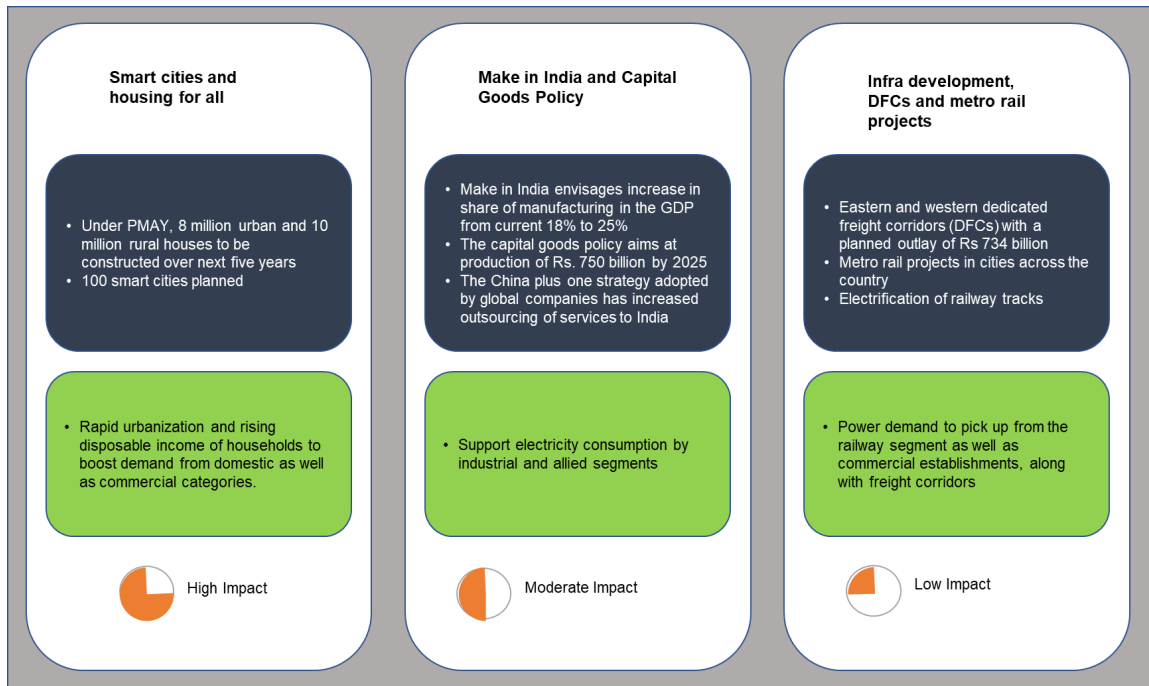 Smart cities and
housing for all
• Under PMAY, 8 million urban and 10
million rural houses to be
constructed over next five years
• 100 smart cities planned
• Rapid urbanization and rising
disposable income of households to
boost demand from domestic as well
as commercial categories.
High Impact
Make in India and Capital
Goods Policy
• Make in India envisages increase in
share of manufacturing in the GDP
from current 18% to 25%
• The capital goods policy aims at
production of Rs. 750 billion by 2025
• The China plus one strategy adopted
by global companies has increased
outsourcing of services to India
• Support electricity consumption by
industrial and allied segments
Moderate Impact
Infra development,
DFCs and metro rail
projects
• Eastern and western dedicated
freight corridors (DFCs) with a
planned outlay of Rs 734 billion
• Metro rail projects in cities across the
country
• Electrification of railway tracks
• Power demand to pick up from the
railway segment as well as
commercial establishments, along
with freight corridors
Low Impact